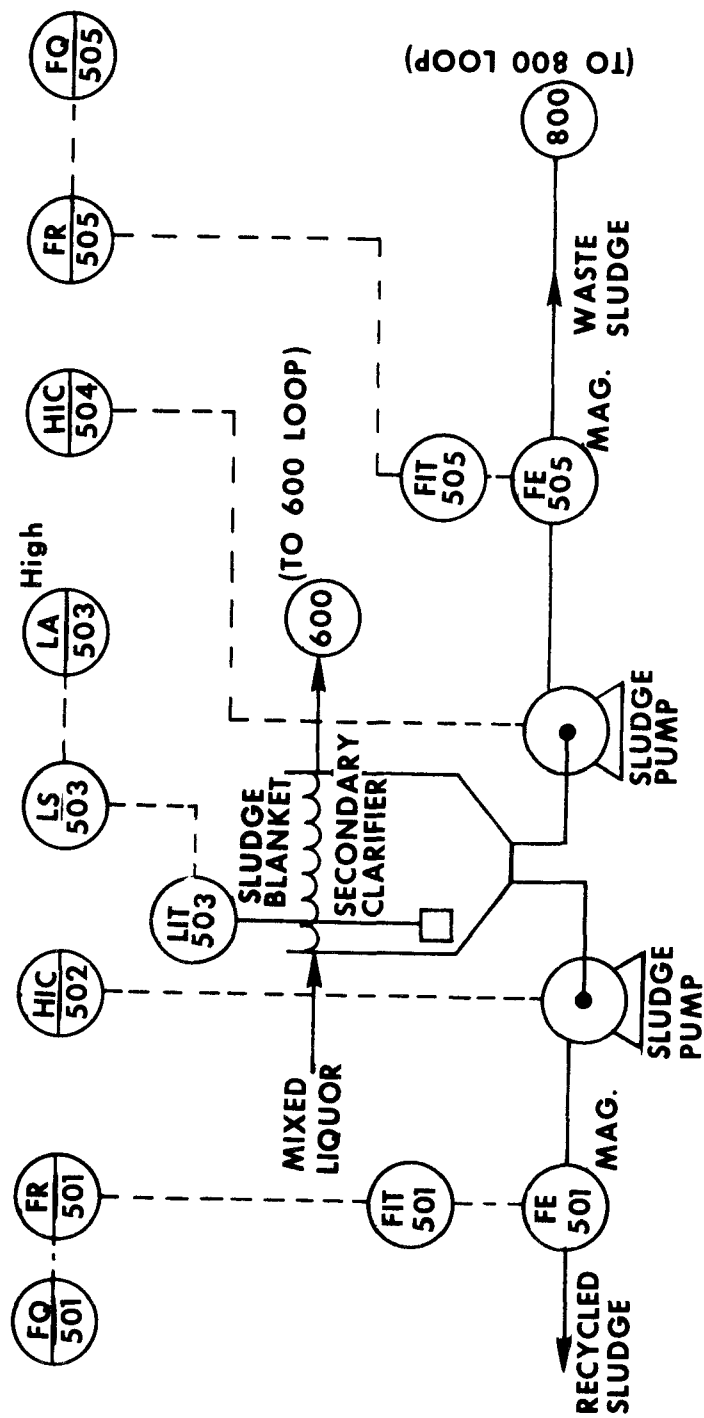 FQ
501
FR
501
HIC
502
LS
503
LA
503
High
HIC
504
FR
505
FQ
505
LIT
503
SLUDGE
BLANKET
SECONDARY
CLARIFIER
MIXED
LIQUOR
600
(TO 600 LOOP)
FIT
501
FE
501
MAG.
RECYCLED
SLUDGE
SLUDGE
PUMP
SLUDGE
PUMP
FIT
505
FE
505
MAG.
WASTE
SLUDGE
800
(TO 800 LOOP)